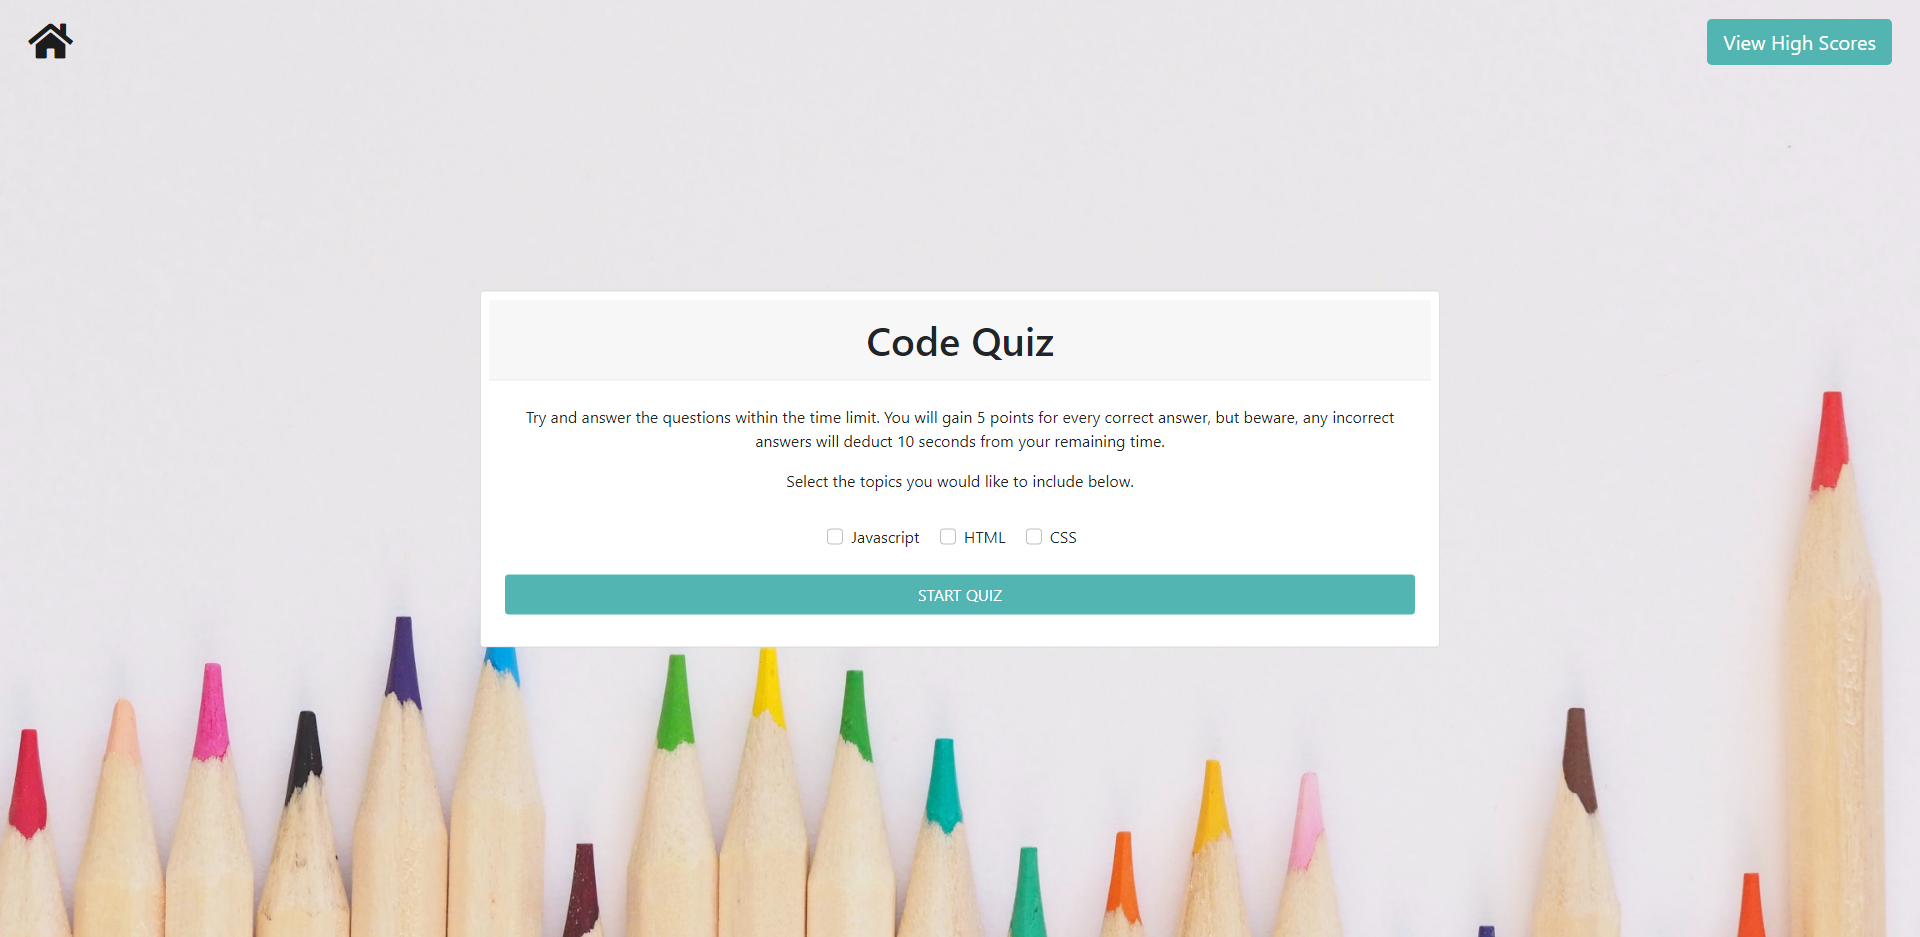 View High Scores
Code Quiz
Try and answer the questions within the time limit. You will gain 5 points for every correct answer, but beware, any incorrect
answers will deduct 10 seconds from your remaining time.
Select the topics you would like to include below.
Javascript HTML CSS
START QUIZ